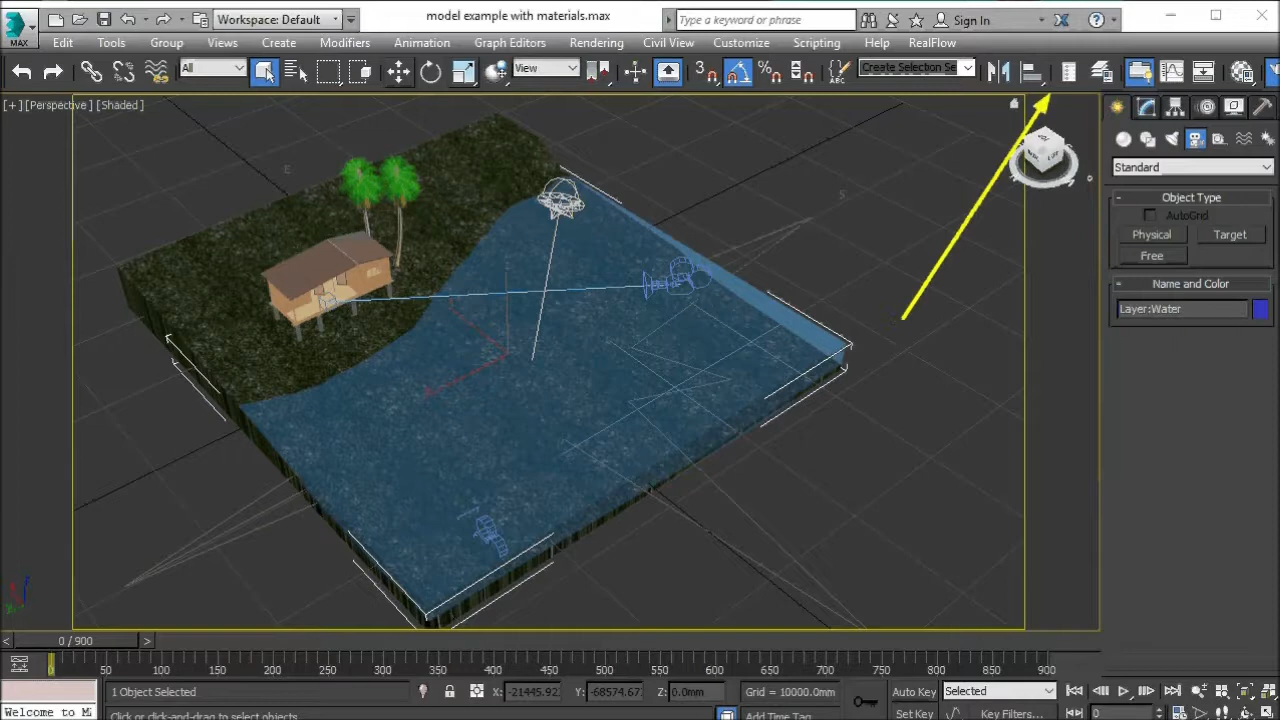 Workspace: Default
model example with materials.max
Type a keyword or phrase
Sign In
MAX
Edit Tools Group Views Create Modifiers Animation Graph Editors Rendering Civil View Customize Scripting Help RealFlow
All
View
3
%
ABC
Create Selection Se
[+] [Perspective] [Shaded]
Standard
Object Type
AutoGrid
Physical Target
Free
Name and Color
Layer:Water
E
S
0 / 900
0 50 100 150 200 250 300 350 400 450 500 550 600 650 700 750 800 850 900
1 Object Selected
X: -21445.92 Y: -68574.67 Z: 0.0mm
Grid = 10000.0mm
Auto Key
Selected
Welcome to M
Click or click-and-drag to select objects
Add Time Tag
Set Key
Key Filters...
0